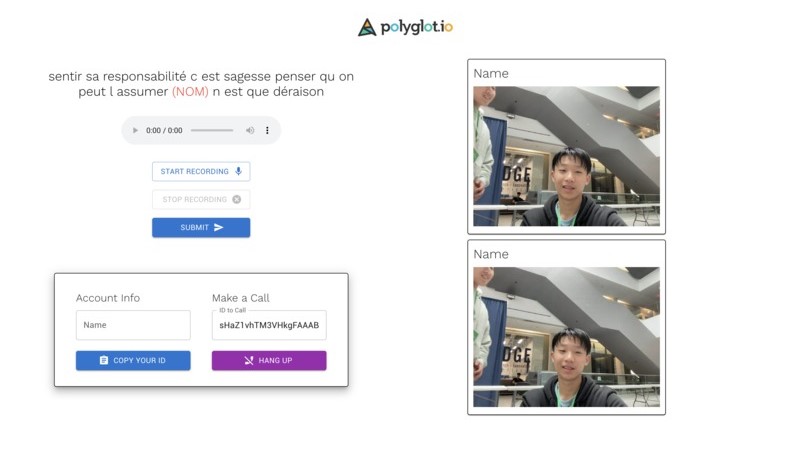 polyglot.io
sentir sa responsabilité c est sagesse penser qu on
peut l assumer (NOM) n est que déraison
0:00 / 0:00
START RECORDING
STOP RECORDING
SUBMIT
Account Info
Name
COPY YOUR ID
Make a Call
ID to Call
sHaZ1vhTM3VHkgFAAAB
HANG UP
Name
DGE
Name
DGE